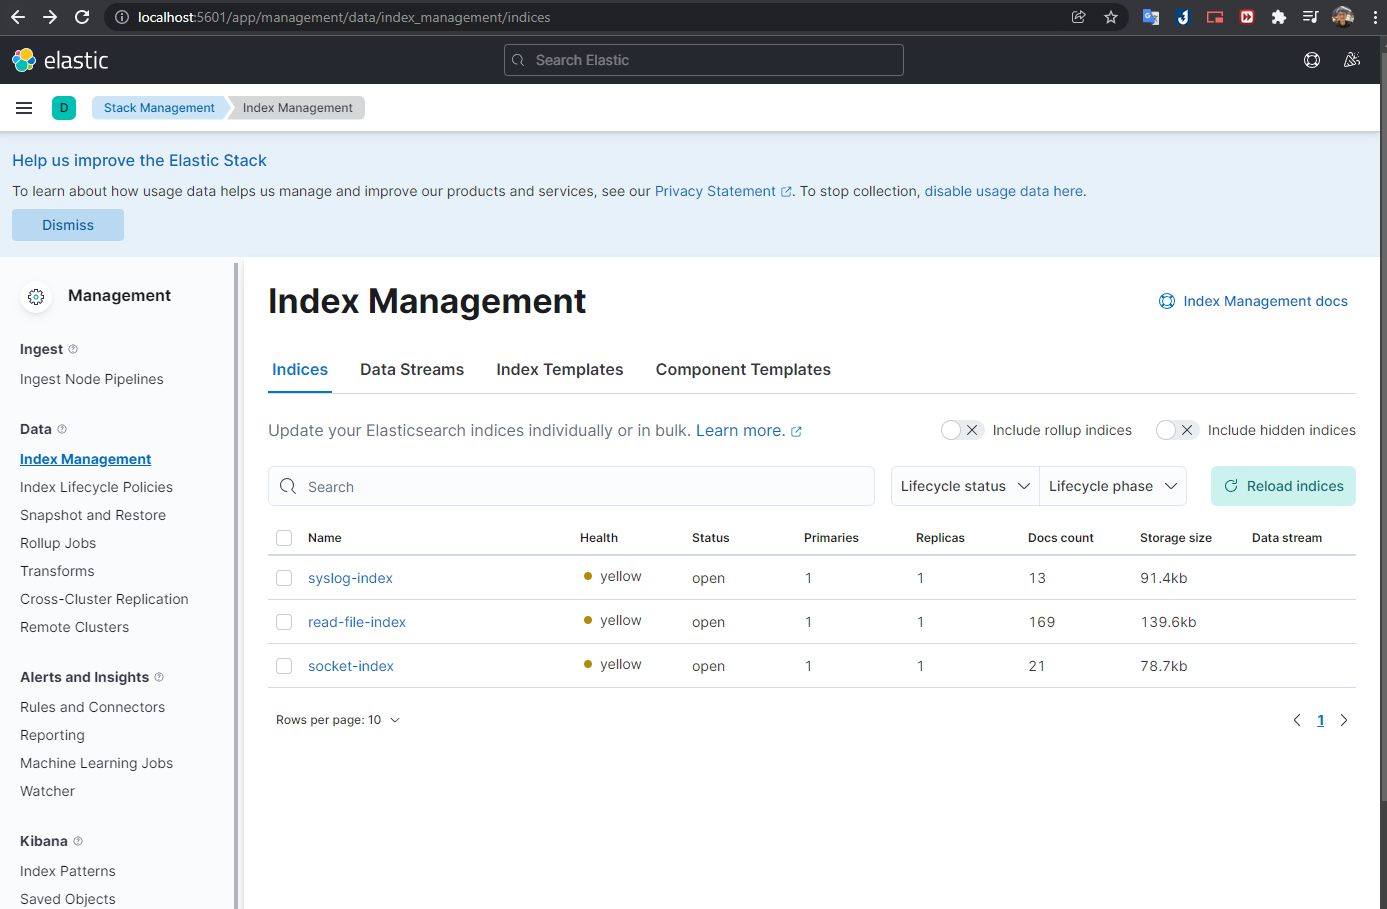 localhost:5601/app/management/data/index_management/indices
elastic
Search Elastic
D
Stack Management
Index Management
Help us improve the Elastic Stack
To learn about how usage data helps us manage and improve our products and services, see our Privacy Statement. To stop collection, disable usage data here.
Dismiss
Management
Ingest
Ingest Node Pipelines
Data
Index Management
Index Lifecycle Policies
Snapshot and Restore
Rollup Jobs
Transforms
Cross-Cluster Replication
Remote Clusters
Alerts and Insights
Rules and Connectors
Reporting
Machine Learning Jobs
Watcher
Kibana
Index Patterns
Saved Objects
Index Management
Index Management docs
Indices Data Streams Index Templates Component Templates
Update your Elasticsearch indices individually or in bulk. Learn more.
Include rollup indices
Include hidden indices
Search
Lifecycle status
Lifecycle phase
Reload indices
Name Health Status Primaries Replicas Docs count Storage size Data stream
syslog-index yellow open 1 1 13 91.4kb
read-file-index yellow open 1 1 169 139.6kb
socket-index yellow open 1 1 21 78.7kb
Rows per page: 10
1